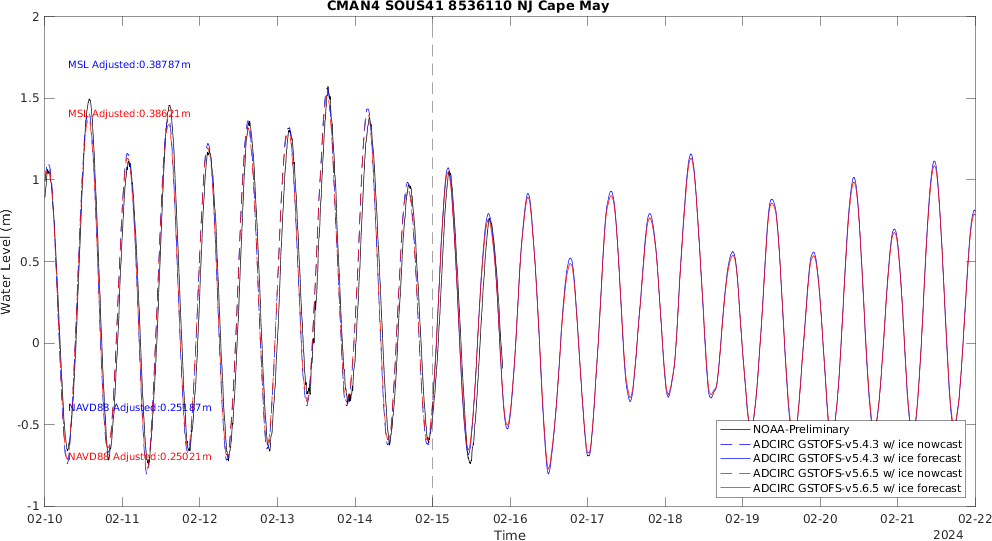 CMAN4 SOUS41 8536110 NJ Cape May
2
1.5
1
0.5
0
-0.5
-1
Water Level (m)
MSL Adjusted:0.38787m
MSL Adjusted:0.38621m
NAVD88 Adjusted:0.25187m
NAVD88 Adjusted:0.25021m
NOAA-Preliminary
ADCIRC GSTOFS-v5.4.3 w/ ice nowcast
ADCIRC GSTOFS-v5.4.3 w/ ice forecast
ADCIRC GSTOFS-v5.6.5 w/ ice nowcast
ADCIRC GSTOFS-v5.6.5 w/ ice forecast
02-10 02-11 02-12 02-13 02-14 02-15 02-16 02-17 02-18 02-19 02-20 02-21 02-22
Time
2024